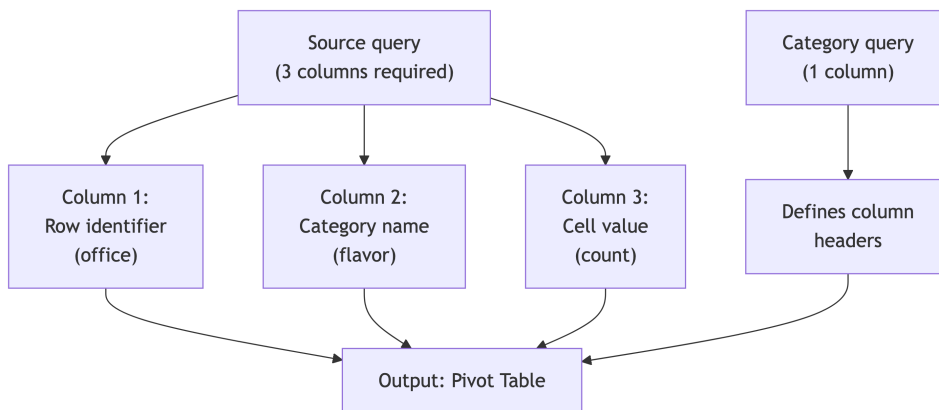 Source query
(3 columns required)
Category query
(1 column)
Column 1:
Row identifier
(office)
Column 2:
Category name
(flavor)
Column 3:
Cell value
(count)
Defines column
headers
Output: Pivot Table